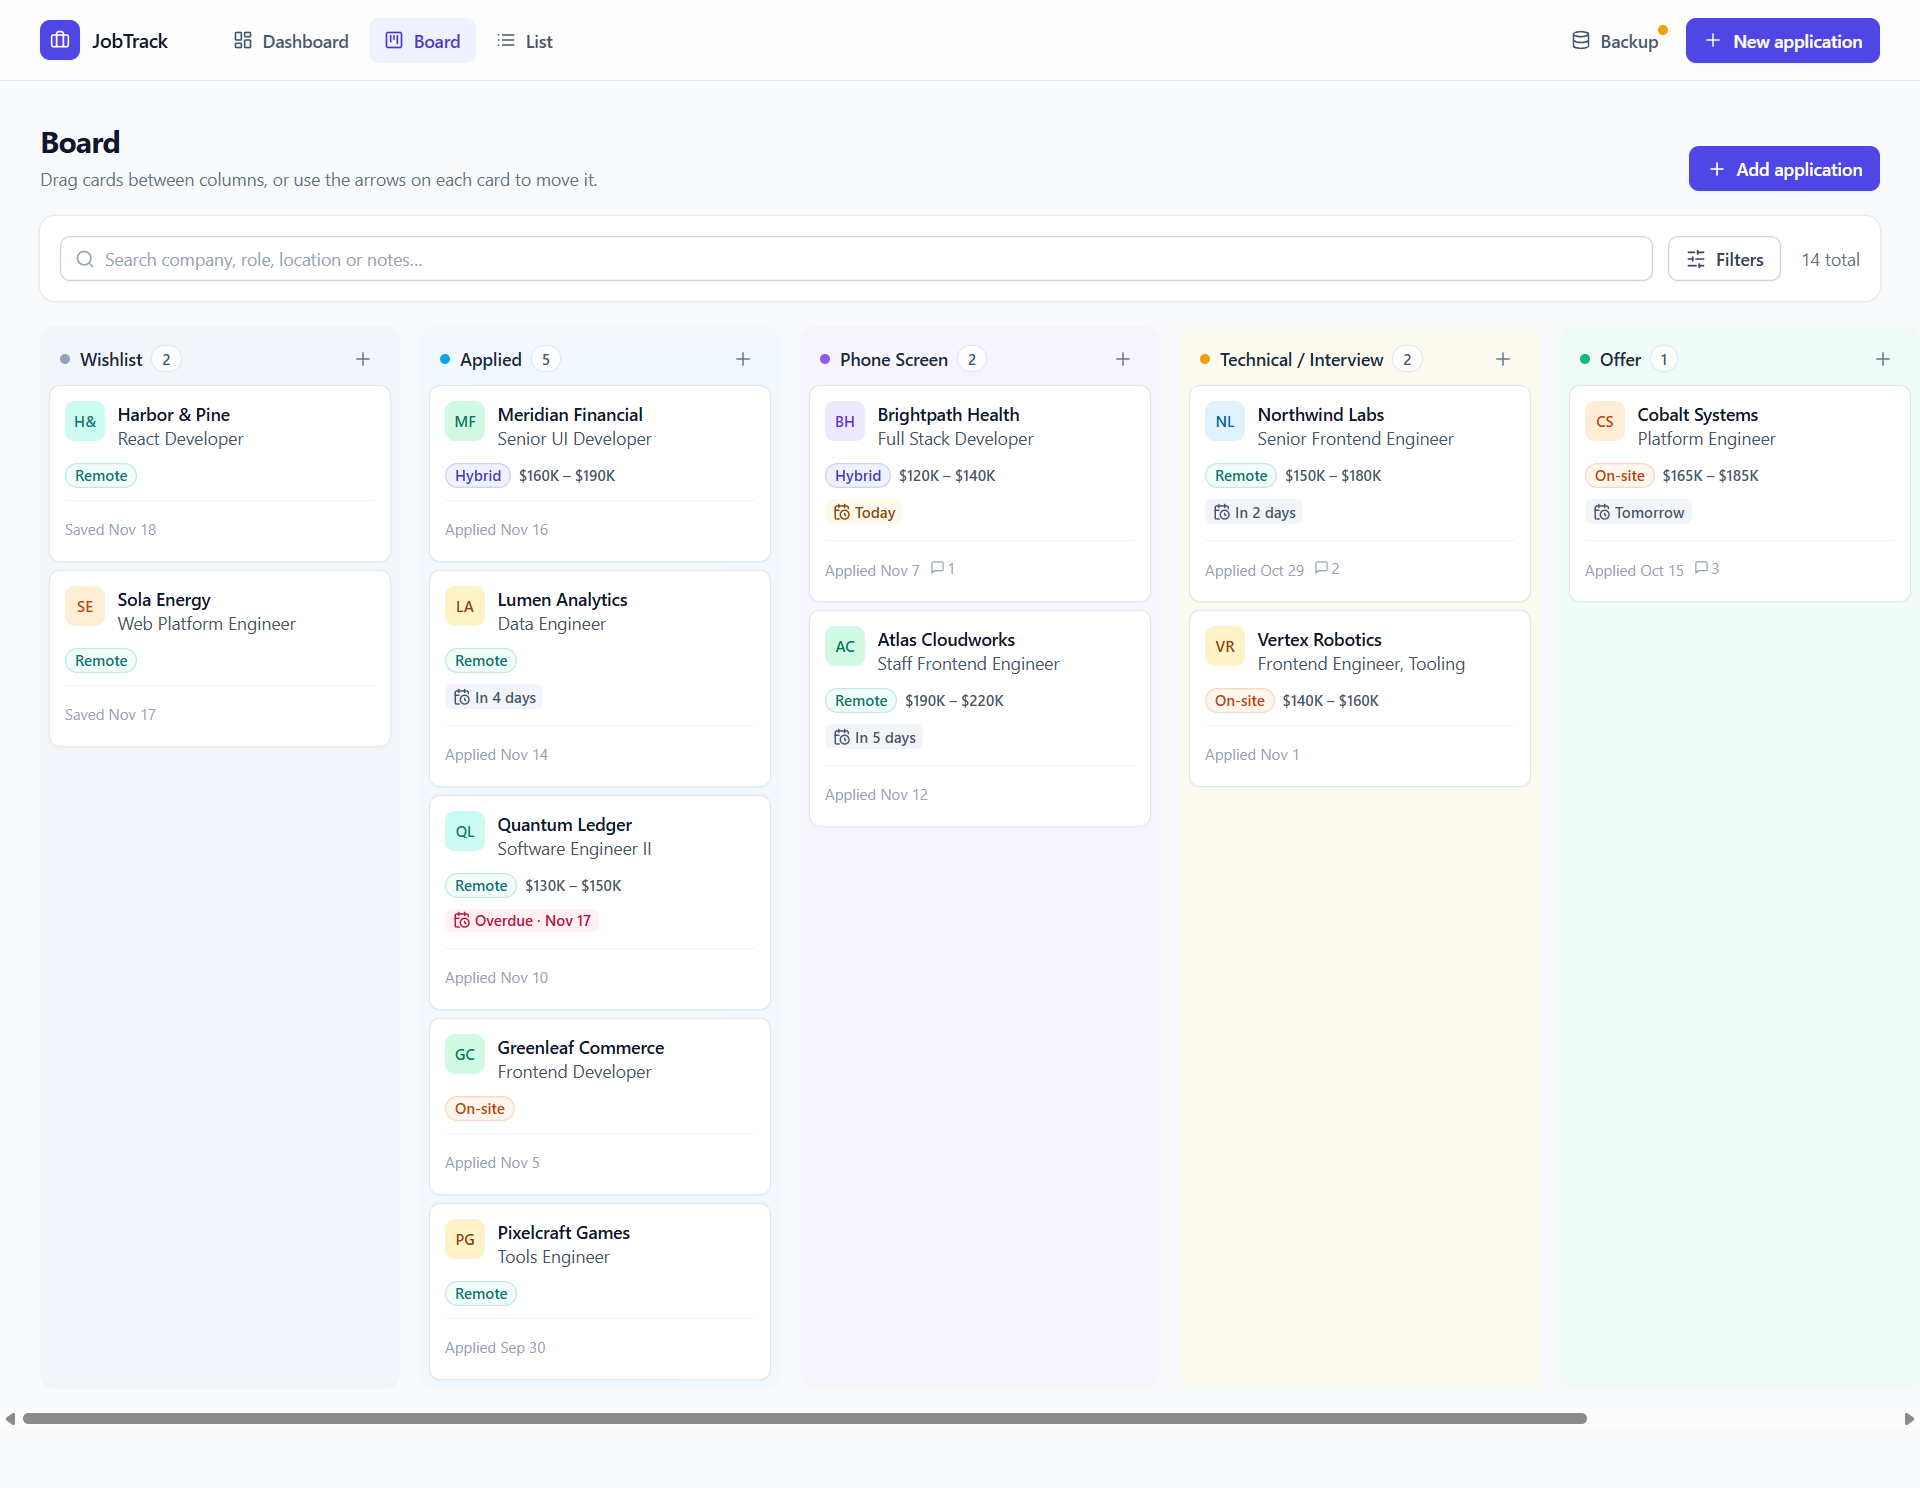 JobTrack
Dashboard
Board
List
Backup
New application
Board
Drag cards between columns, or use the arrows on each card to move it.
Add application
Search company, role, location or notes...
Filters
14 total
Wishlist 2
H& Harbor & Pine
React Developer
Remote
Saved Nov 18
SE Sola Energy
Web Platform Engineer
Remote
Saved Nov 17
Applied 5
MF Meridian Financial
Senior UI Developer
Hybrid $160K – $190K
Applied Nov 16
LA Lumen Analytics
Data Engineer
Remote
In 4 days
Applied Nov 14
QL Quantum Ledger
Software Engineer II
Remote $130K – $150K
Overdue · Nov 17
Applied Nov 10
GC Greenleaf Commerce
Frontend Developer
On-site
Applied Nov 5
PG Pixelcraft Games
Tools Engineer
Remote
Applied Sep 30
Phone Screen 2
BH Brightpath Health
Full Stack Developer
Hybrid $120K – $140K
Today
Applied Nov 7 1
AC Atlas Cloudworks
Staff Frontend Engineer
Remote $190K – $220K
In 5 days
Applied Nov 12
Technical / Interview 2
NL Northwind Labs
Senior Frontend Engineer
Remote $150K – $180K
In 2 days
Applied Oct 29 2
VR Vertex Robotics
Frontend Engineer, Tooling
On-site $140K – $160K
Applied Nov 1
Offer 1
CS Cobalt Systems
Platform Engineer
On-site $165K – $185K
Tomorrow
Applied Oct 15 3